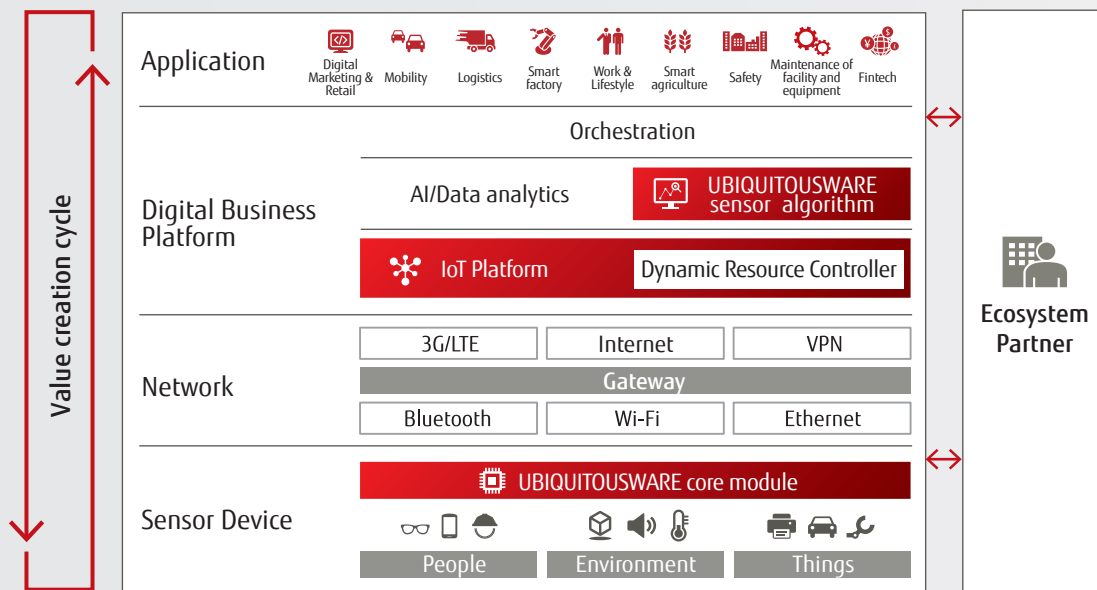 Value creation cycle
Application
Digital
Marketing &
Retail
Mobility
Logistics
Smart
factory
Work &
Lifestyle
Smart
agriculture
Safety
Maintenance of
facility and
equipment
Fintech
Digital Business
Platform
Orchestration
AI/Data analytics
UBIQUITOUSWARE
sensor algorithm
IoT Platform
Dynamic Resource Controller
Network
3G/LTE
Internet
VPN
Gateway
Bluetooth
Wi-Fi
Ethernet
Sensor Device
UBIQUITOUSWARE core module
People
Environment
Things
Ecosystem
Partner